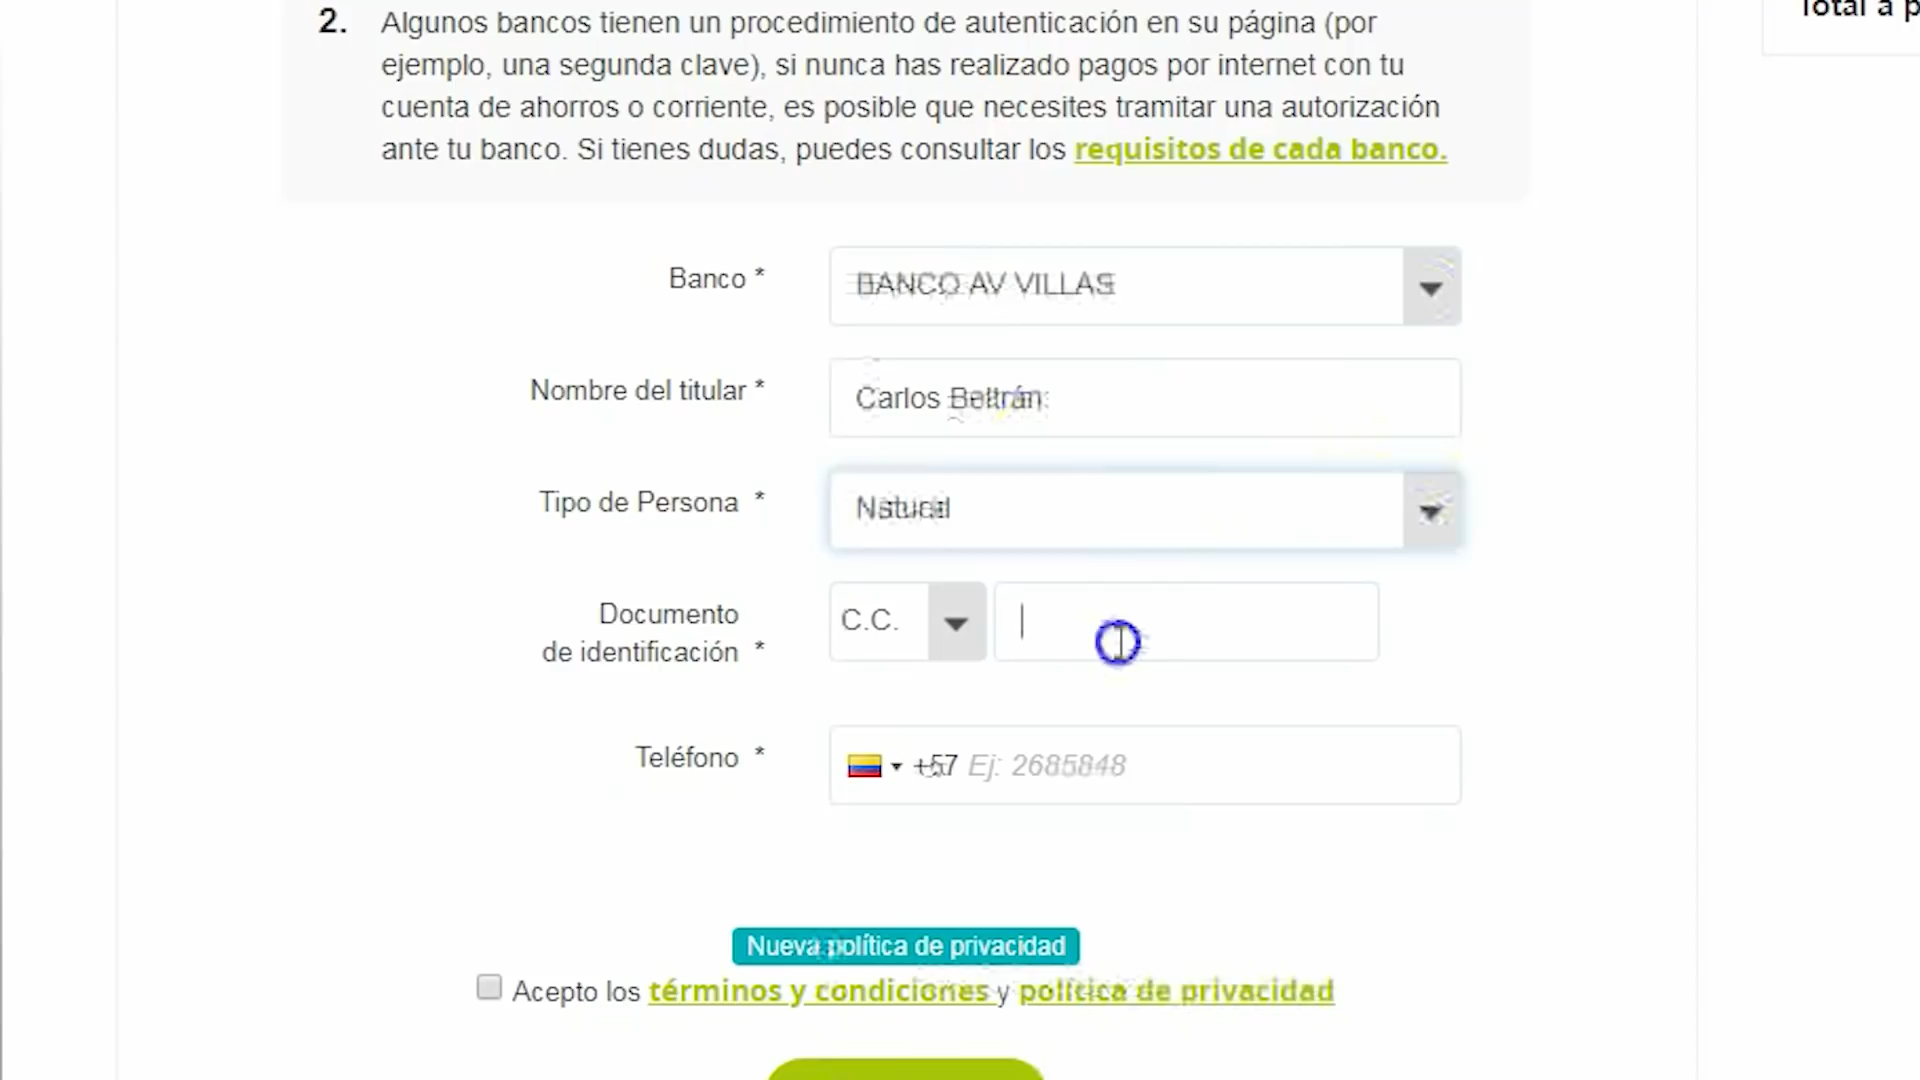 Total a p
2. Algunos bancos tienen un procedimiento de autenticación en su página (por
ejemplo, una segunda clave), si nunca has realizado pagos por internet con tu
cuenta de ahorros o corriente, es posible que necesites tramitar una autorización
ante tu banco. Si tienes dudas, puedes consultar los requisitos de cada banco.
Banco * BANCO AV VILLAS
Nombre del titular * Carlos Beltrán
Tipo de Persona * Natural
Documento
de identificación * C.C.
Teléfono * +57 Ej: 2685848
Nueva política de privacidad
Acepto los términos y condiciones y política de privacidad